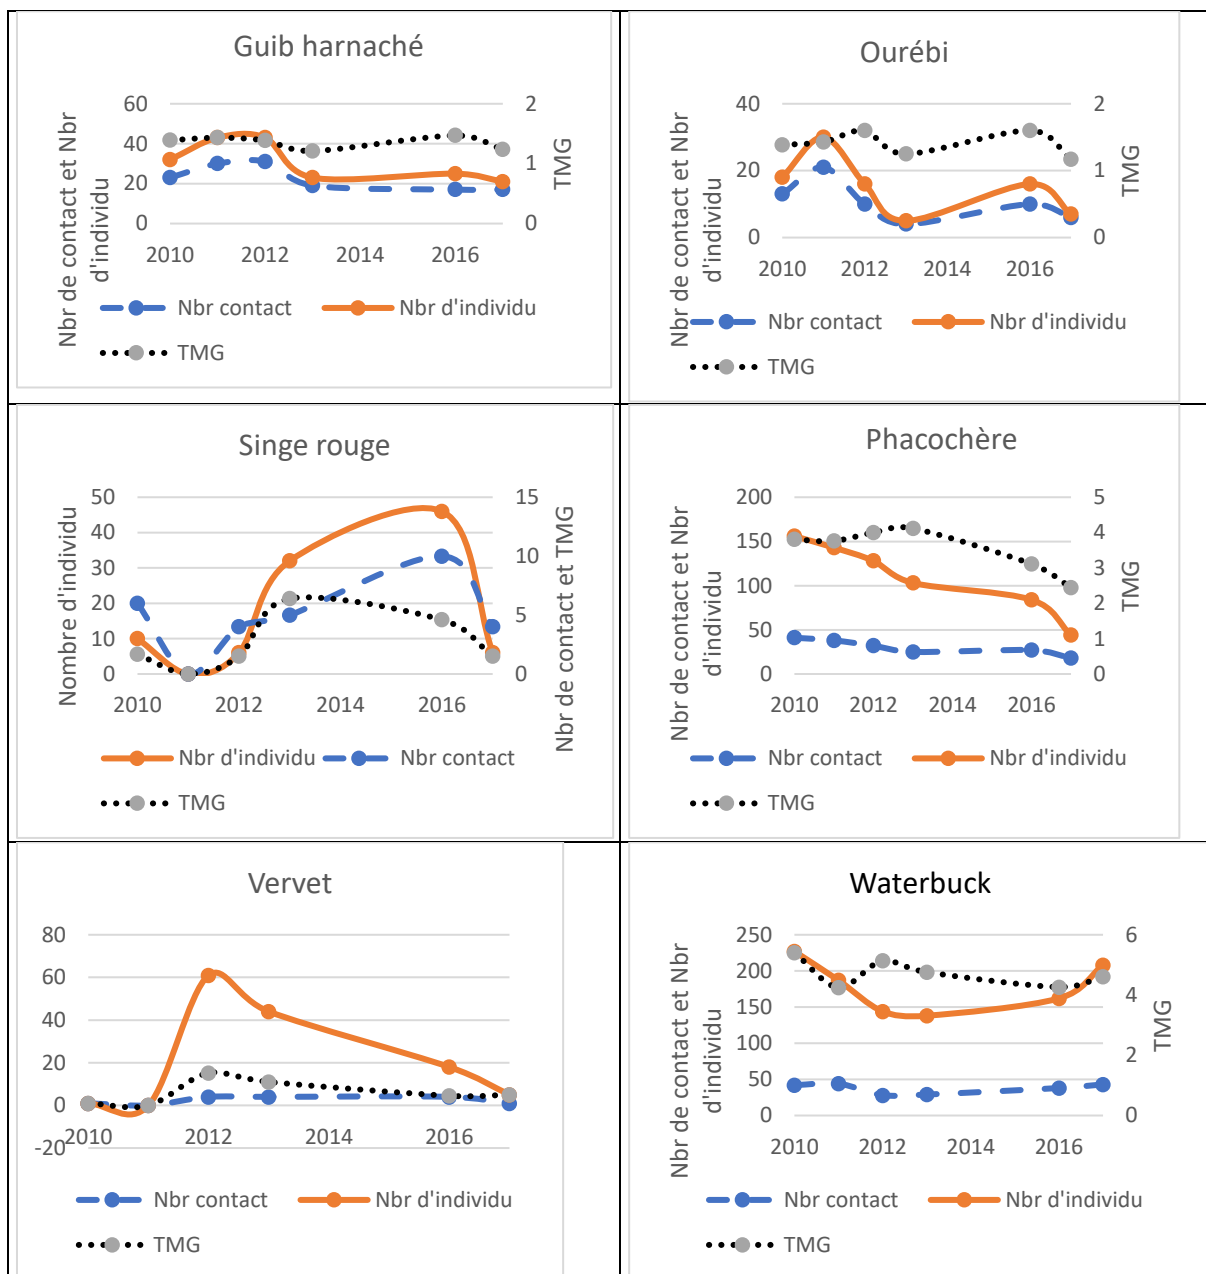 Guib harnaché
Nbr de contact et Nbr
d'individu
60
40
20
0
2
1
0
TMG
2010
2012
2014
2016
Nbr contact
Nbr d'individu
TMG
Ourébi
Nbr de contact et Nbr
d'individu
40
20
0
2
1
0
TMG
2010
2012
2014
2016
Nbr contact
Nbr d'individu
TMG
Singe rouge
Nombre d'individu
50
40
30
20
10
0
15
10
5
0
Nbr de contact et TMG
2010
2012
2014
2016
Nbr d'individu
Nbr contact
TMG
Phacochère
Nbr de contact et Nbr
d'individu
200
150
100
50
0
5
4
3
2
1
0
TMG
2010
2012
2014
2016
Nbr contact
Nbr d'individu
TMG
Vervet
80
60
40
20
0
-20
2010
2012
2014
2016
Nbr contact
Nbr d'individu
TMG
Waterbuck
Nbr de contact et Nbr
d'individu
250
200
150
100
50
0
6
4
2
0
TMG
2010
2012
2014
2016
Nbr contact
Nbr d'individu
TMG